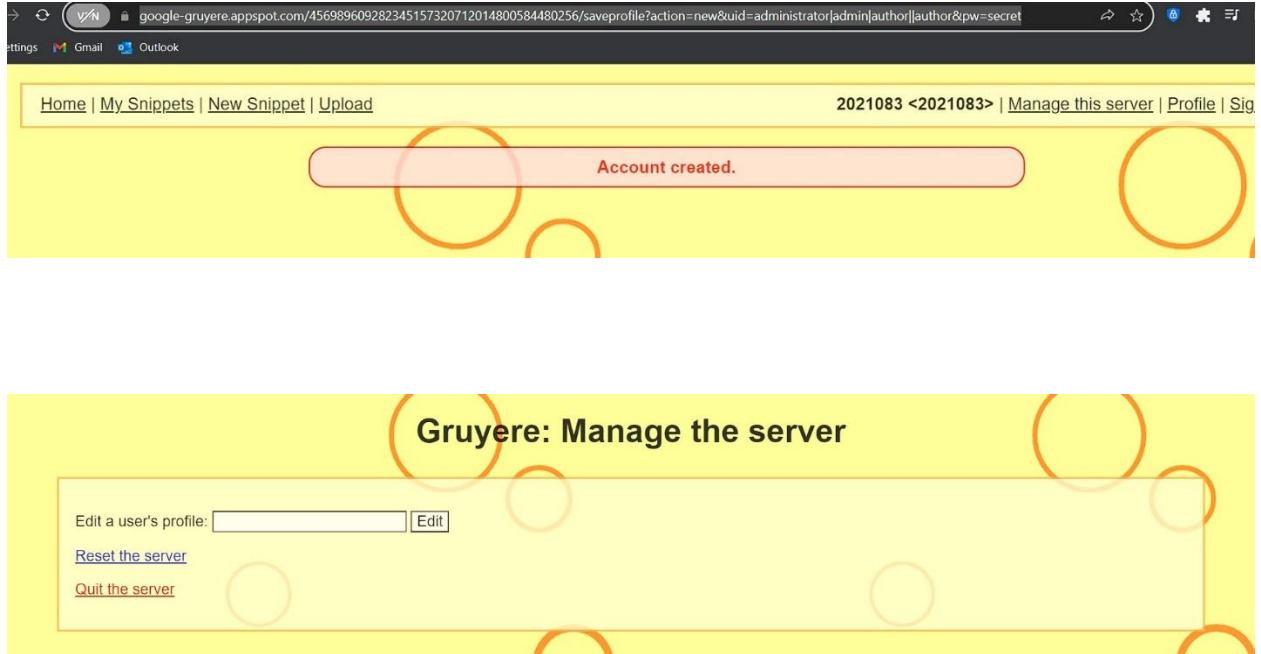 google-gruyere.appspot.com/456989609282345157320712014800584480256/saveprofile?action=new&uid=administrator|admin|author||author&pw=secret
ettings Gmail Outlook
Home | My Snippets | New Snippet | Upload 2021083 <2021083> | Manage this server | Profile | Sig
Account created.
Gruyere: Manage the server
Edit a user's profile: Edit
Reset the server
Quit the server